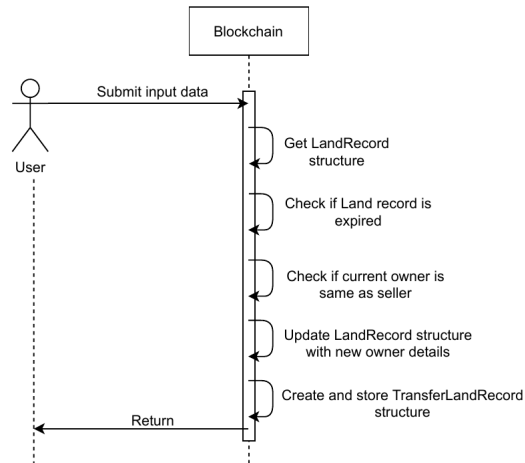 Blockchain
Submit input data
User
Get LandRecord
structure
Check if Land record is
expired
Check if current owner is
same as seller
Update LandRecord structure
with new owner details
Create and store TransferLandRecord
structure
Return